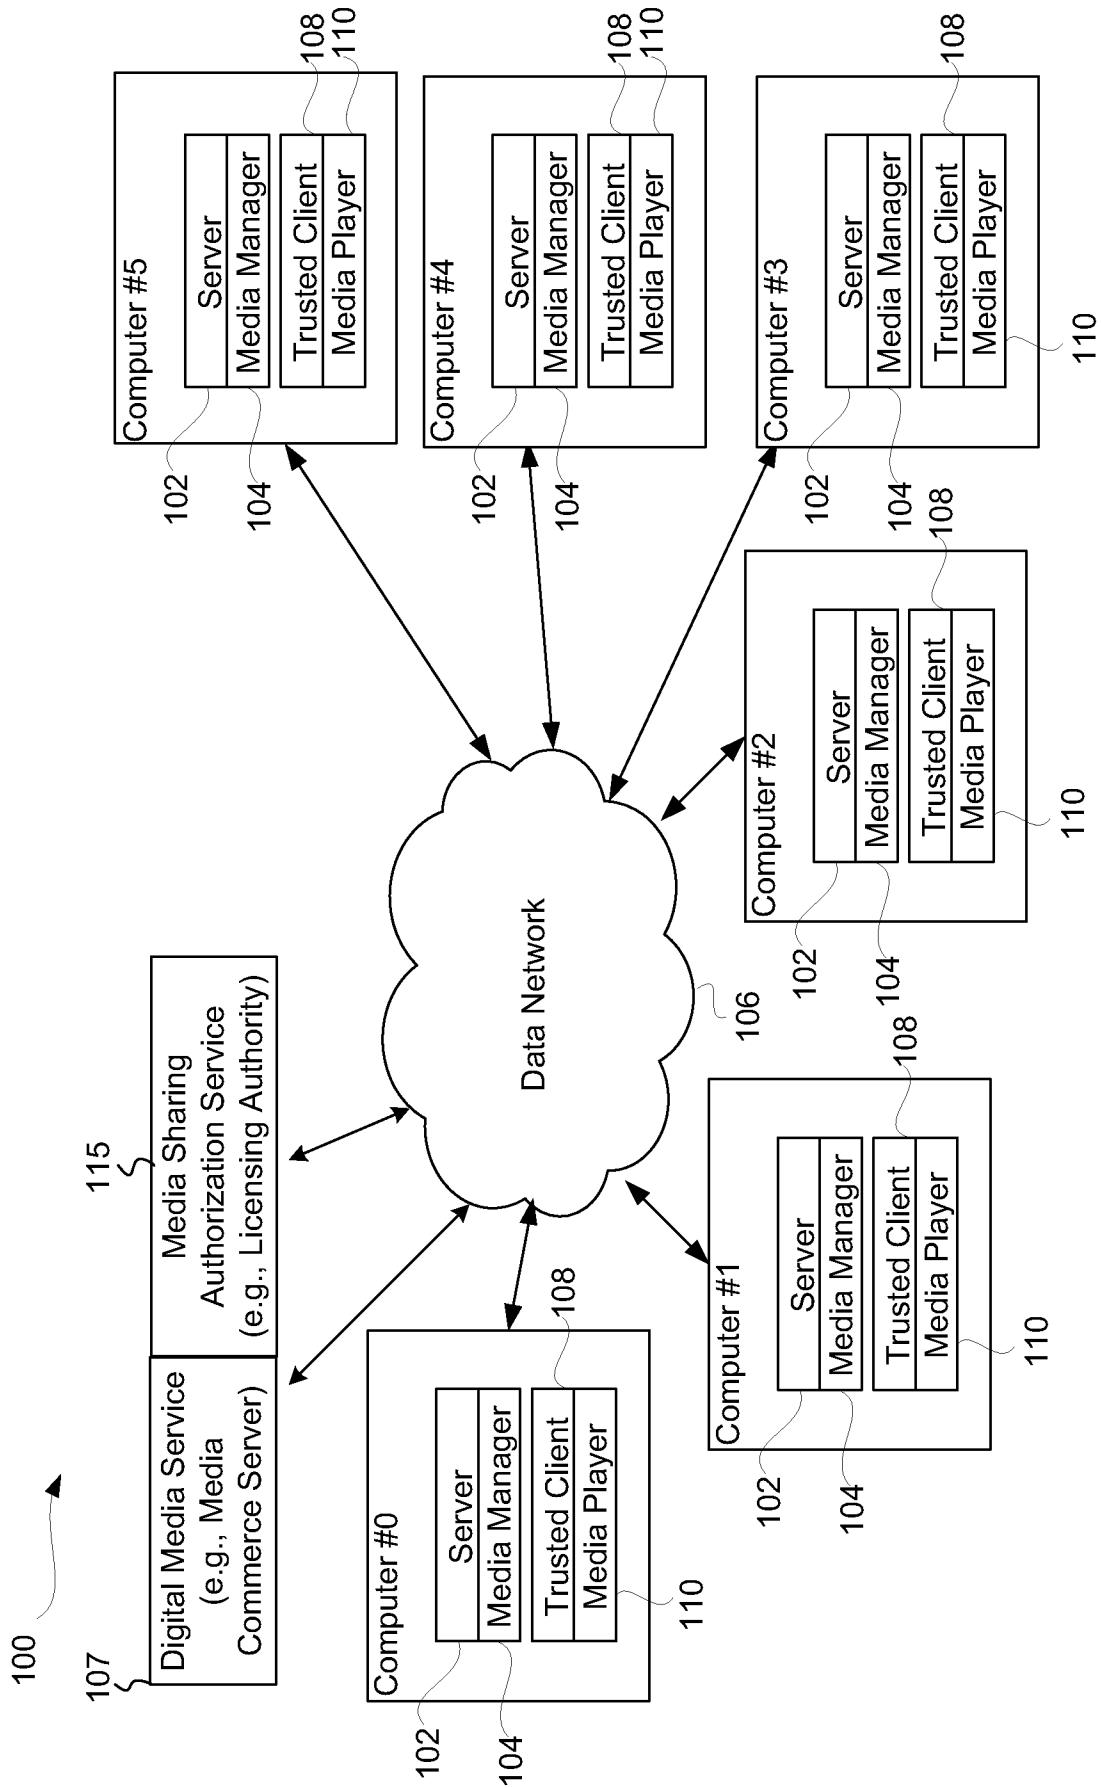 100
107
Digital Media Service
(e.g., Media
Commerce Server)
115
Media Sharing
Authorization Service
(e.g., Licensing Authority)
Data Network
106
Computer #0
Server
Media Manager
Trusted Client
Media Player
102
104
108
110
Computer #1
Server
Media Manager
Trusted Client
Media Player
102
104
108
110
Computer #2
Server
Media Manager
Trusted Client
Media Player
102
104
108
110
Computer #3
Server
Media Manager
Trusted Client
Media Player
102
104
108
110
Computer #4
Server
Media Manager
Trusted Client
Media Player
102
104
108
110
Computer #5
Server
Media Manager
Trusted Client
Media Player
102
104
108
110